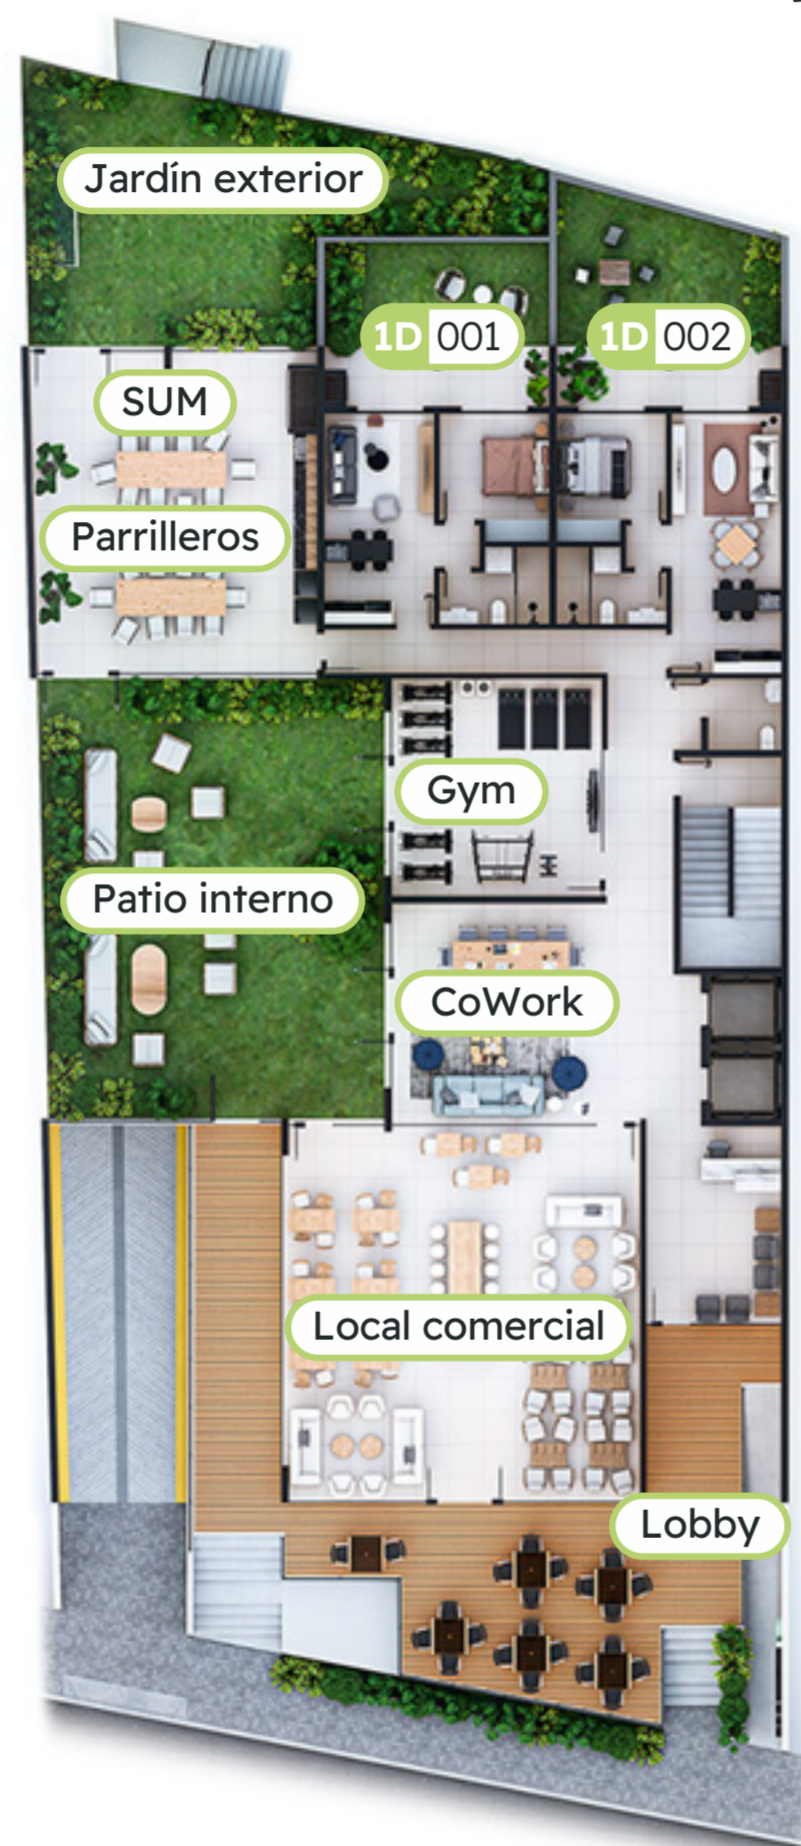 Jardín exterior
1D 001
1D 002
SUM
Parrilleros
Gym
Patio interno
CoWork
Local comercial
Lobby